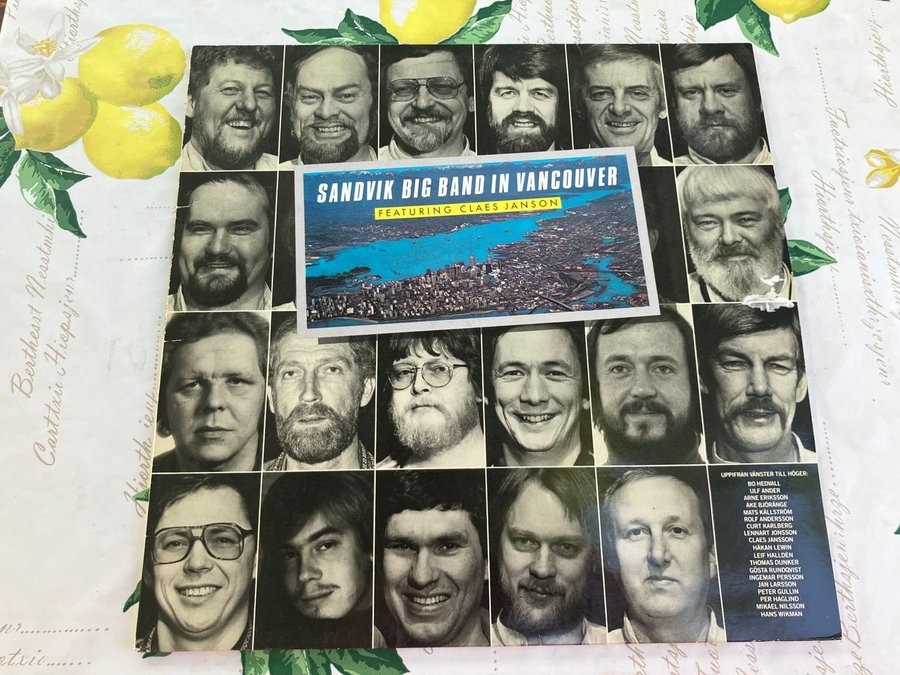 SANDVIK BIG BAND IN VANCOUVER
FEATURING CLAES JANSON
UPPIFRÅN VÄNSTER TILL HÖGER:
BO HEDVALL
ULF ANDER
ARNE ERIKSSON
ÅKE BJÖRÄNGE
MATS KÄLLSTRÖM
ROLF ANDERSSON
CURT KARLBERG
LENNART JONSSON
CLAES JANSSON
HÅKAN LEWIN
LEIF HALLDEN
THOMAS DUNKER
GÖSTA RUNDQVIST
INGEMAR PERSSON
JAN LARSSON
PETER GULLIN
PER HAGLIND
MIKAEL NILSSON
HANS WIKMAN